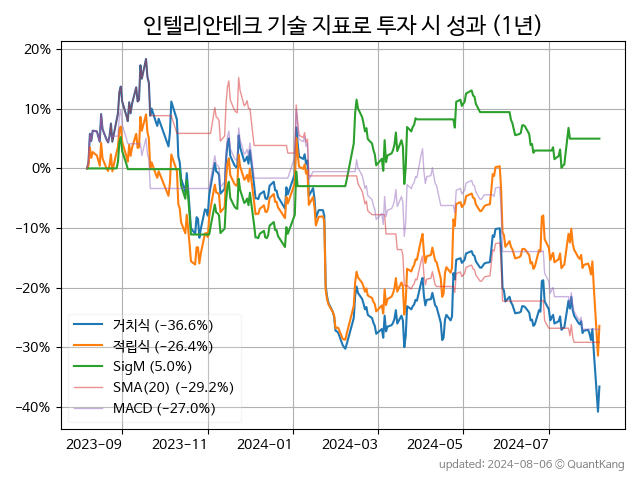 인텔리안테크 기술 지표로 투자 시 성과 (1년)
20%
10%
0%
−10%
−20%
−30%
−40%
거치식 (−36.6%)
적립식 (−26.4%)
SigM (5.0%)
SMA(20) (−29.2%)
MACD (−27.0%)
2023-09 2023-11 2024-01 2024-03 2024-05 2024-07
updated: 2024-08-06 © QuantKang